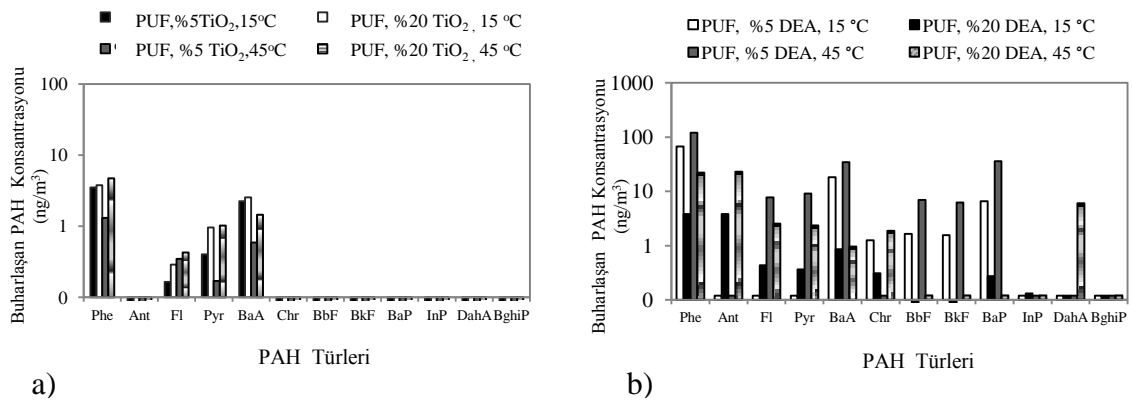 PUF,%5TiO₂,15°C PUF, %20 TiO₂, 15 °C
PUF, %5 TiO₂,45°C PUF, %20 TiO₂, 45 °C
Buharlaşan PAH Konsantrasyonu
(ng/m³)
100
10
1
0
Phe Ant Fl Pyr BaA Chr BbF BkF BaP InP DahA BghiP
PAH Türleri
a)
PUF, %5 DEA, 15 °C PUF, %20 DEA, 15 °C
PUF, %5 DEA, 45 °C PUF, %20 DEA, 45 °C
Buharlaşan PAH Konsantrasyonu
(ng/m³)
1000
100
10
1
0
Phe Ant Fl Pyr BaA Chr BbF BkF BaP InP DahA BghiP
PAH Türleri
b)